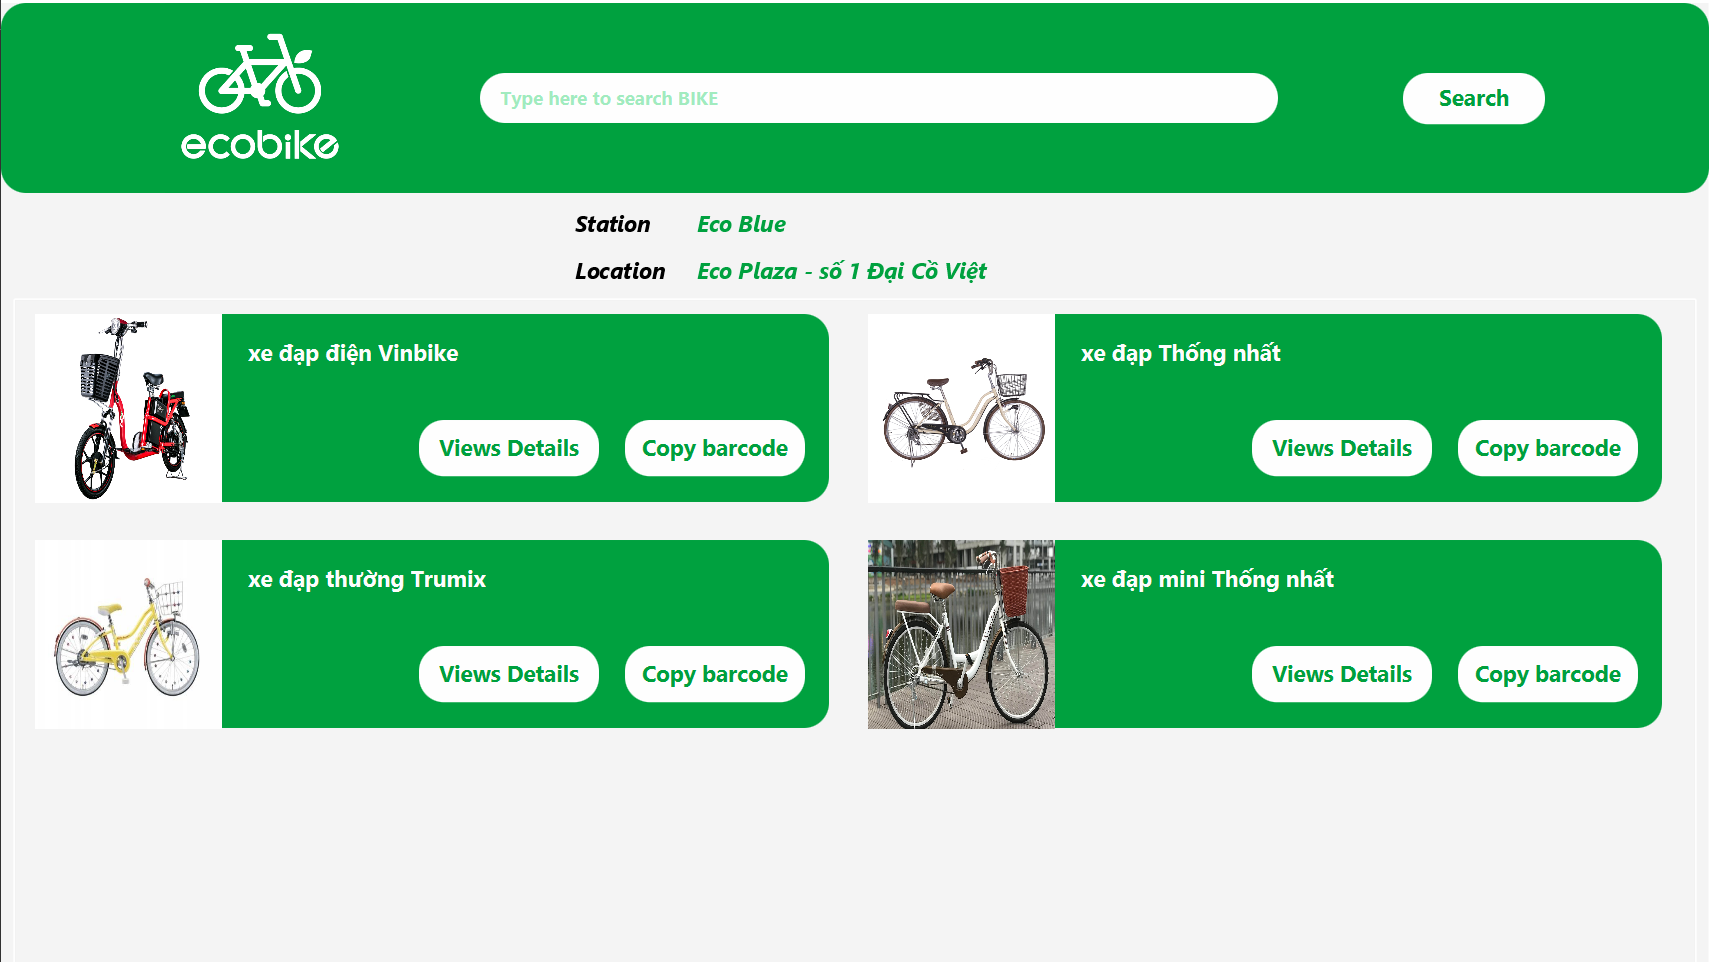 ecobike
Type here to search BIKE
Search
Station Eco Blue
Location Eco Plaza - số 1 Đại Cồ Việt
xe đạp điện Vinbike
Views Details Copy barcode
xe đạp Thống nhất
Views Details Copy barcode
xe đạp thường Trumix
Views Details Copy barcode
xe đạp mini Thống nhất
Views Details Copy barcode